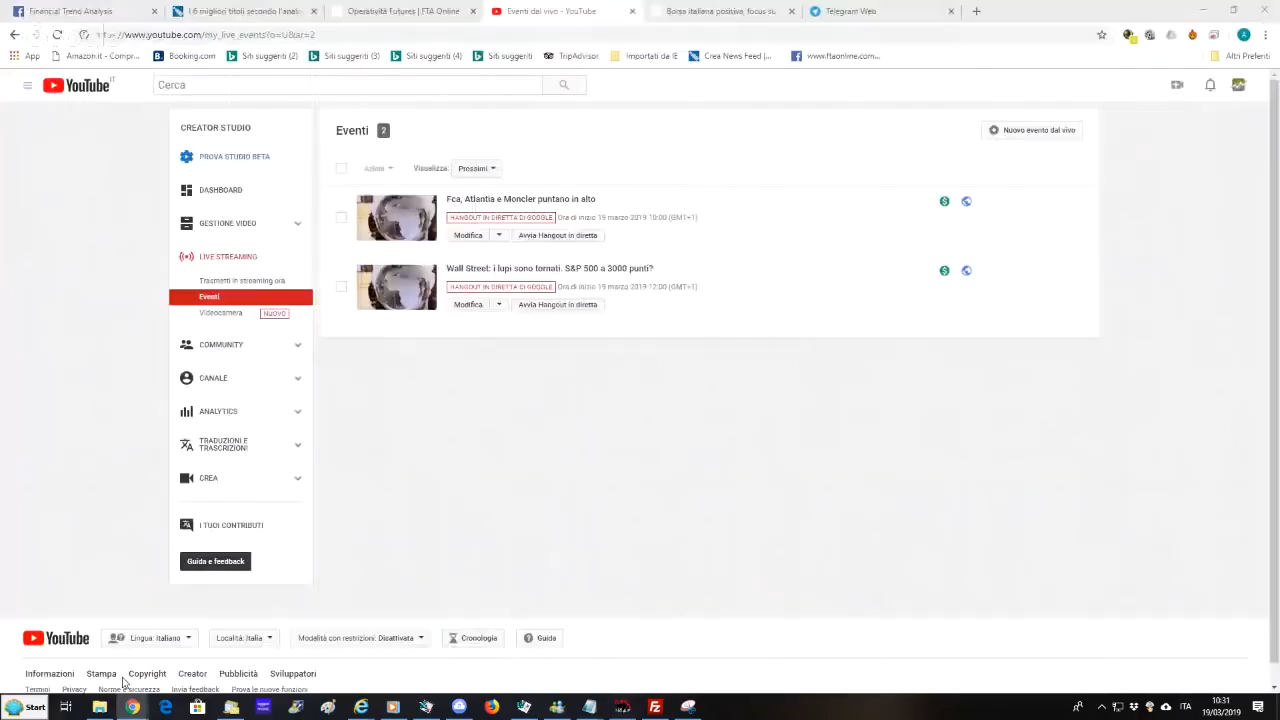 Financial Trend Analysis
Operatività Futures | FTA Online
Eventi dal vivo - YouTube
Borsa italiana positiva, focus su
Telegram Web
https://www.youtube.com/my_live_events?o=U&ar=2
App
Amazon.it - Comp
Booking.com
Siti suggeriti (2)
Siti suggeriti (3)
Siti suggeriti (4)
Siti suggeriti
TripAdvisor
Importati da IE
Crea News Feed
www.ftaonline.com
Altri Preferiti
YouTube IT
Cerca
CREATOR STUDIO
PROVA STUDIO BETA
DASHBOARD
GESTIONE VIDEO
LIVE STREAMING
Trasmetti in streaming ora
Eventi
Videocamera NUOVO
COMMUNITY
CANALE
ANALYTICS
TRADUZIONI E
TRASCRIZIONI
CREA
I TUOI CONTRIBUTI
Guida e feedback
Eventi 2
Nuovo evento dal vivo
Azioni
Visualizza: Prossimi
Fca, Atlantia e Moncler puntano in alto
HANGOUT IN DIRETTA DI GOOGLE Ora di inizio 19 marzo 2019 10:00 (GMT+1)
Modifica Avvia Hangout in diretta
Wall Street: i lupi sono tornati. S&P 500 a 3000 punti?
HANGOUT IN DIRETTA DI GOOGLE Ora di inizio 19 marzo 2019 12:00 (GMT+1)
Modifica Avvia Hangout in diretta
YouTube
Lingua: Italiano
Località: Italia
Modalità con restrizioni: Disattivata
Cronologia
Guida
Informazioni Stampa Copyright Creator Pubblicità Sviluppatori
Termini Privacy Norme e sicurezza Invia feedback Prova le nuove funzioni
Start
ITA
10:31
19/03/2019